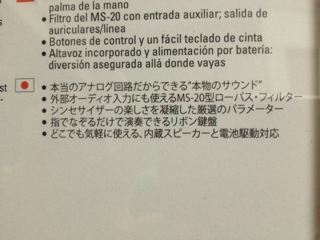 palma de la mano
• Filtro del MS-20 con entrada auxiliar; salida de
auriculares/línea
• Botones de control y un fácil teclado de cinta
• Altavoz incorporado y alimentación por batería:
diversión asegurada allá donde vayas
• 本当のアナログ回路だからできる"本物のサウンド"
• 外部オーディオ入力にも使えるMS-20型ローパス・フィルター
• シンセサイザーの楽しさを凝縮した厳選のパラメーター
• 指でなぞるだけで演奏できるリボン鍵盤
• どこでも気軽に使える、内蔵スピーカーと電池駆動対応